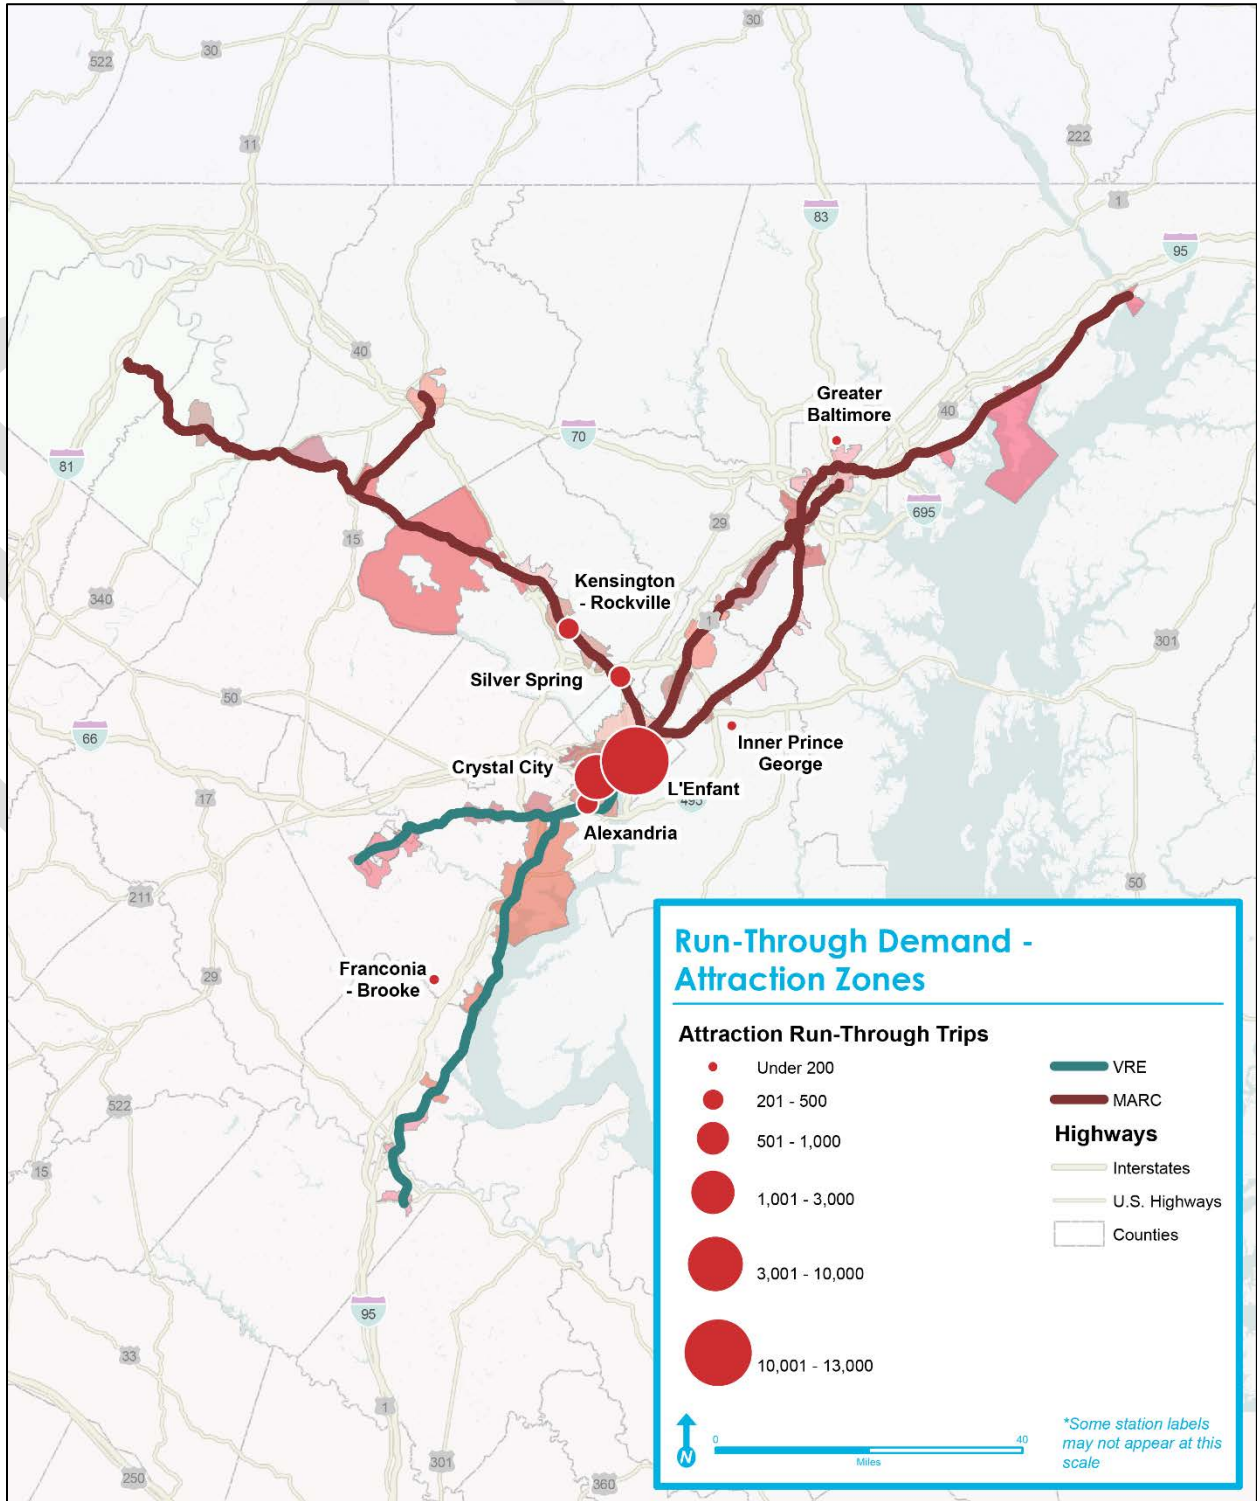 30
30
522
11
222
1
83
95
40
Greater
Baltimore
40
70
81
695
29
15
Kensington
- Rockville
340
1
301
Silver Spring
50
66
Inner Prince
George
Crystal City
L'Enfant
17
495
Alexandria
50
211
29
Franconia
- Brooke
522
15
95
33
1
301
250
360
Run-Through Demand -
Attraction Zones
Attraction Run-Through Trips
Under 200
201 - 500
501 - 1,000
1,001 - 3,000
3,001 - 10,000
10,001 - 13,000
VRE
MARC
Highways
Interstates
U.S. Highways
Counties
N
0
40
Miles
*Some station labels
may not appear at this
scale